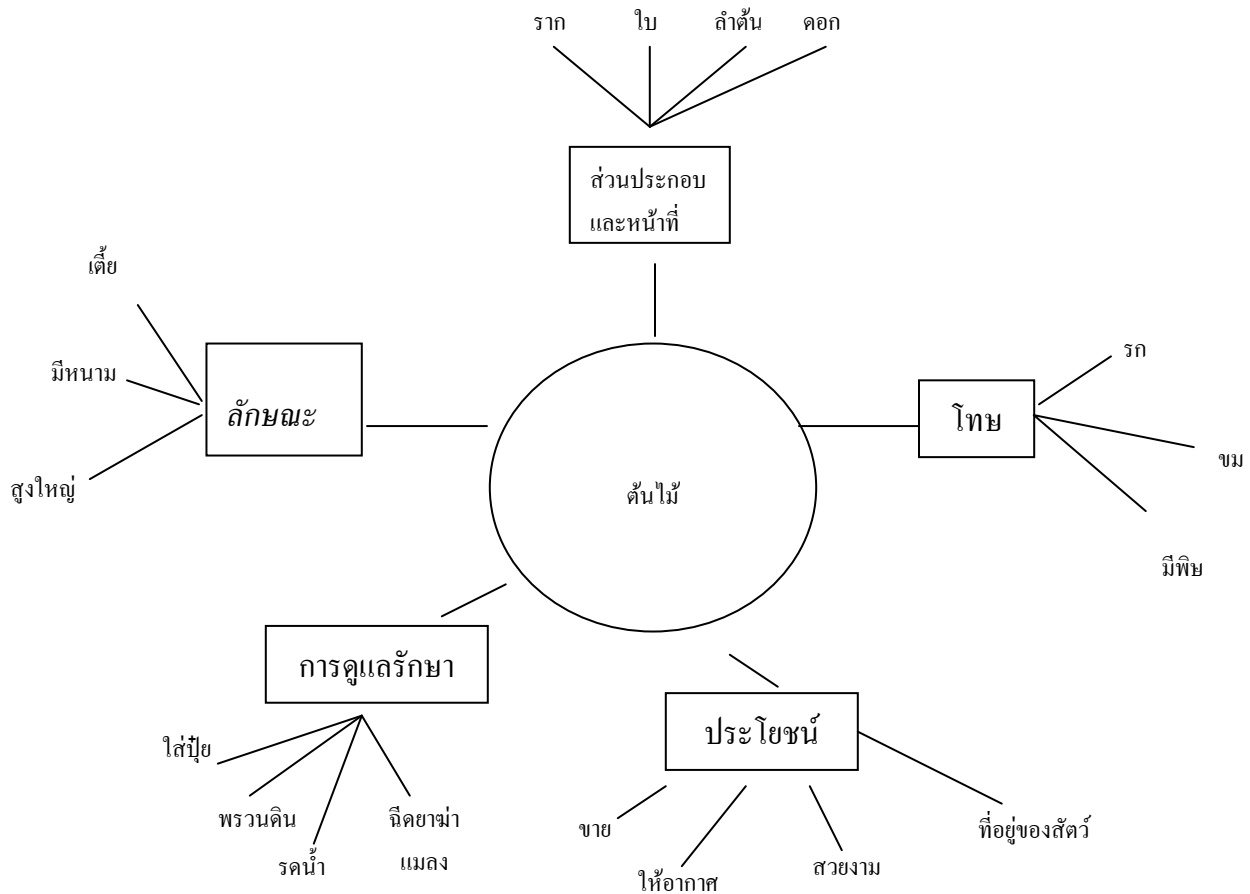 ราก
ใบ
ลำต้น
ดอก
ส่วนประกอบ
และหน้าที่
เตี้ย
มีหนาม
สูงใหญ่
ลักษณะ
รก
โทษ
ขม
มีพิษ
ต้นไม้
การดูแลรักษา
ใส่ปุ๋ย
พรวนดิน
รดน้ำ
ฉีดยาฆ่า
แมลง
ประโยชน์
ขาย
ให้อากาศ
สวยงาม
ที่อยู่ของสัตว์